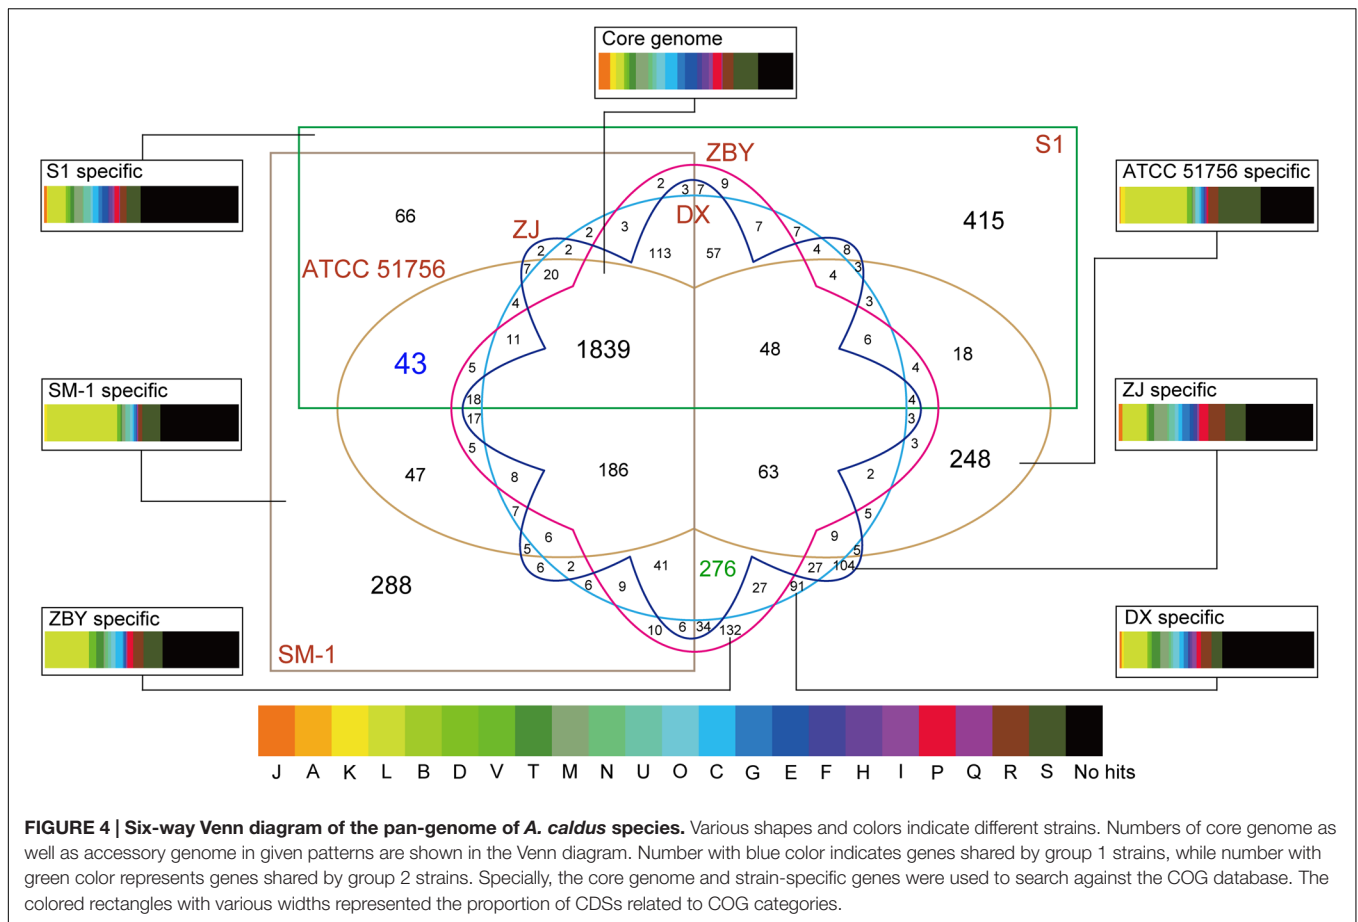 Core genome
S1 specific
ATCC 51756 specific
SM-1 specific
ZJ specific
ZBY specific
DX specific
S1
ZBY
DX
ZJ
ATCC 51756
SM-1
2 3 7 9
66 2 3 7 7 415
2 2 113 57 4 8
7 20 4 3
4 3
11 1839 48 6 18
43 5 4
18 4
17 3
5 3
47 8 186 63 2 248
7 5
6 9
5 5
6 2 41 276 27 104
288 6 9 27 91
10 6 34 132
J A K L B D V T M N U O C G E F H I P Q R S No hits
FIGURE 4 | Six-way Venn diagram of the pan-genome of A. caldus species. Various shapes and colors indicate different strains. Numbers of core genome as
well as accessory genome in given patterns are shown in the Venn diagram. Number with blue color indicates genes shared by group 1 strains, while number with
green color represents genes shared by group 2 strains. Specially, the core genome and strain-specific genes were used to search against the COG database. The
colored rectangles with various widths represented the proportion of CDSs related to COG categories.